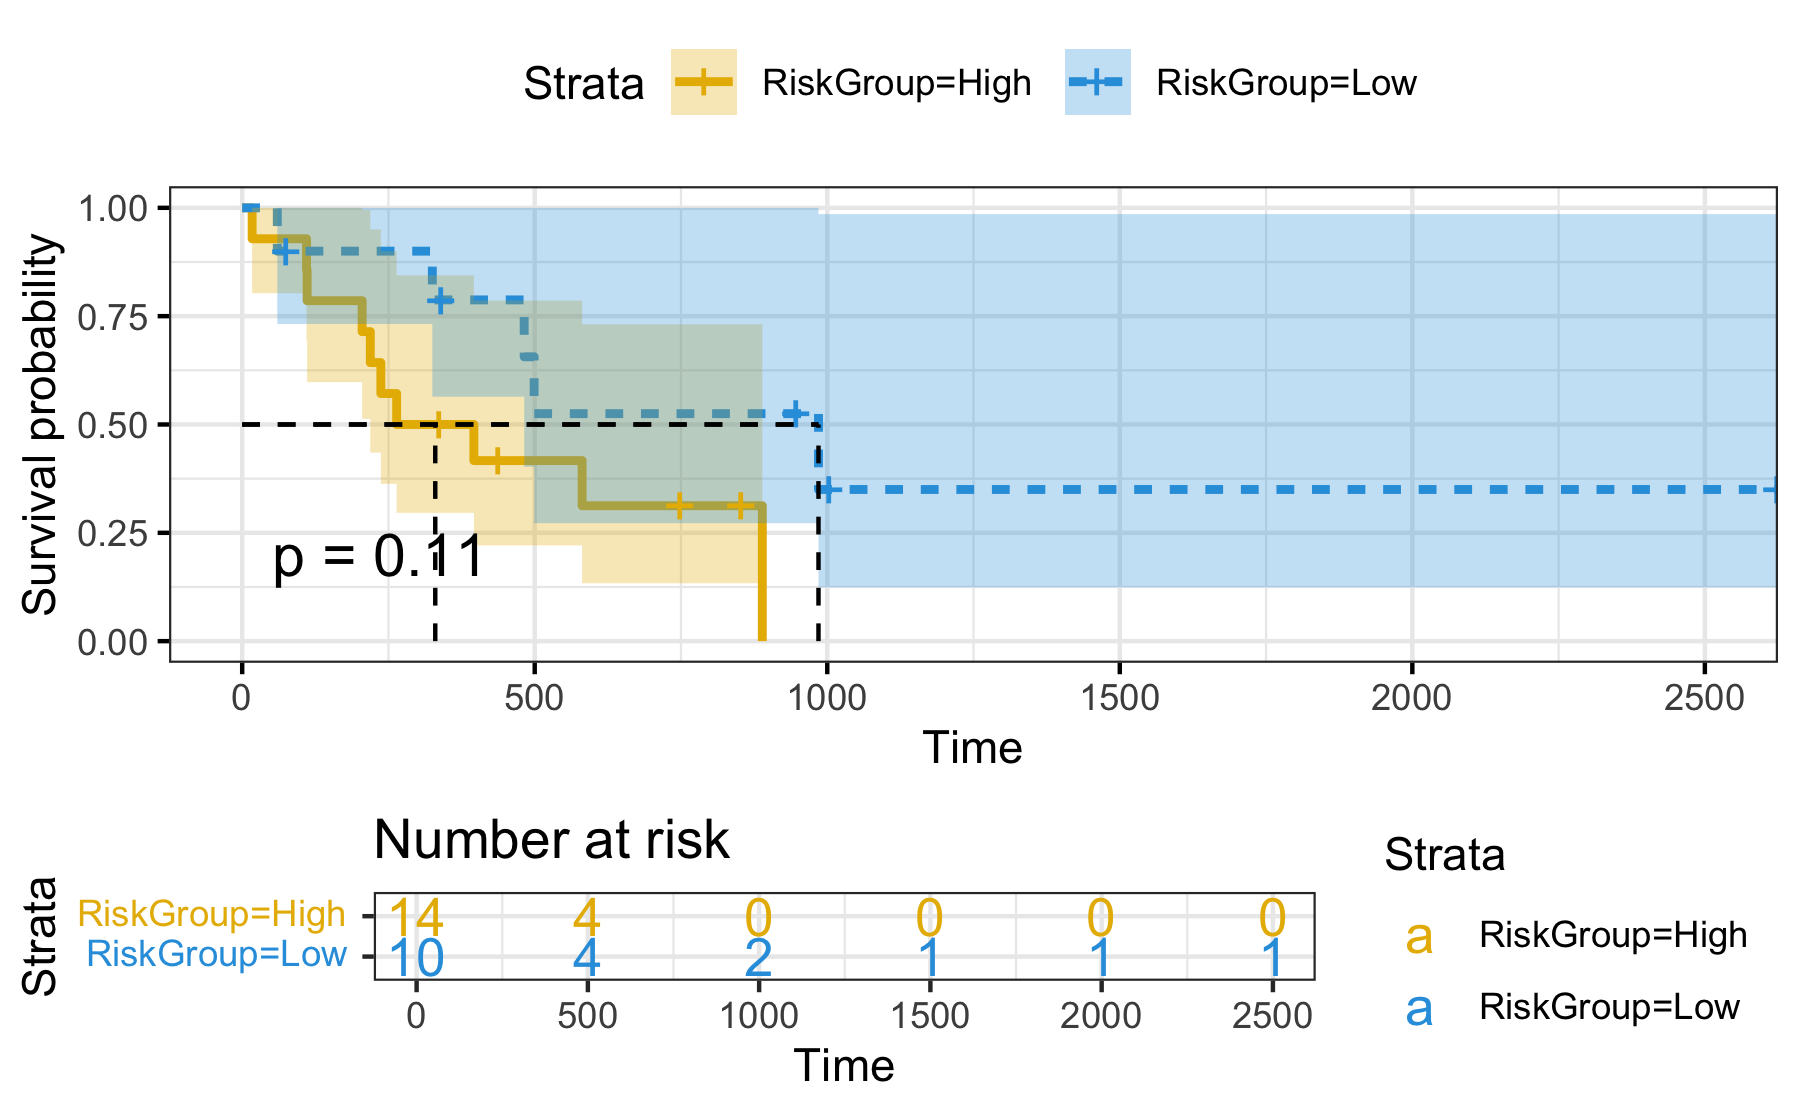 Strata RiskGroup=High RiskGroup=Low
Survival probability
1.00
0.75
0.50
0.25
0.00
p = 0.11
0 500 1000 1500 2000 2500
Time
Number at risk
Strata
RiskGroup=High 14 4 0 0 0 0
RiskGroup=Low 10 4 2 1 1 1
0 500 1000 1500 2000 2500
Time
Strata
a RiskGroup=High
a RiskGroup=Low